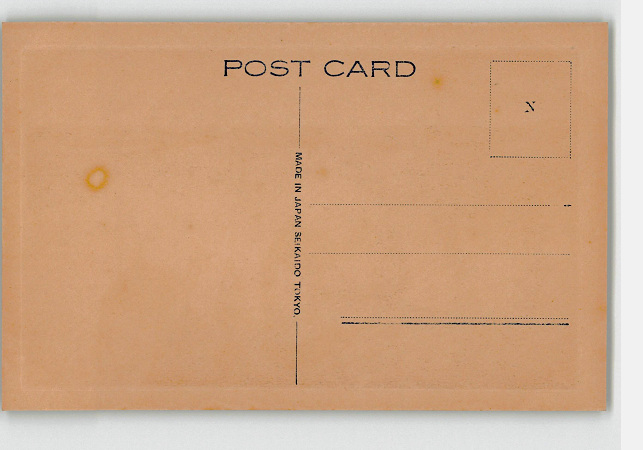 POST CARD
N
MADE IN JAPAN SEIKAIDO TOKYO.